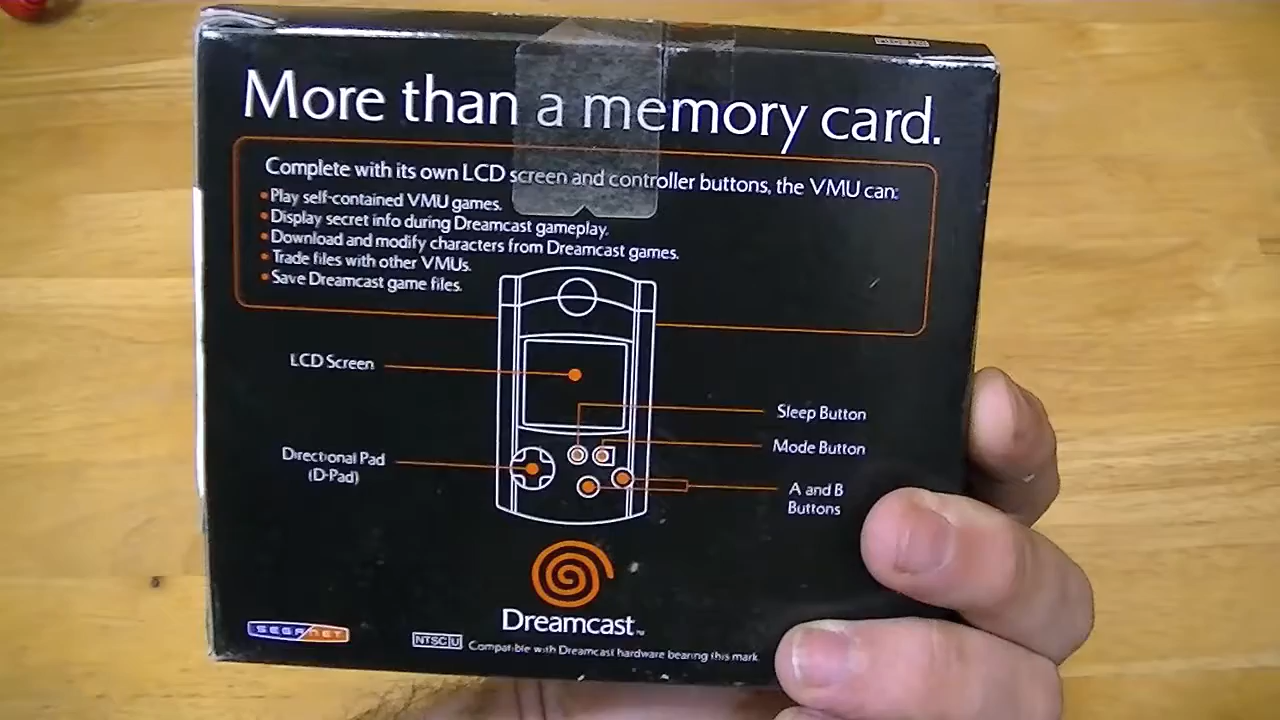 More than a memory card.
Complete with its own LCD screen and controller buttons, the VMU can:
• Play self-contained VMU games.
• Display secret info during Dreamcast gameplay.
• Download and modify characters from Dreamcast games.
• Trade files with other VMUs.
• Save Dreamcast game files.
LCD Screen
Sleep Button
Mode Button
Directional Pad
(D-Pad)
A and B
Buttons
Dreamcast™
SEGANET
NTSC U Compatible with Dreamcast hardware bearing this mark.